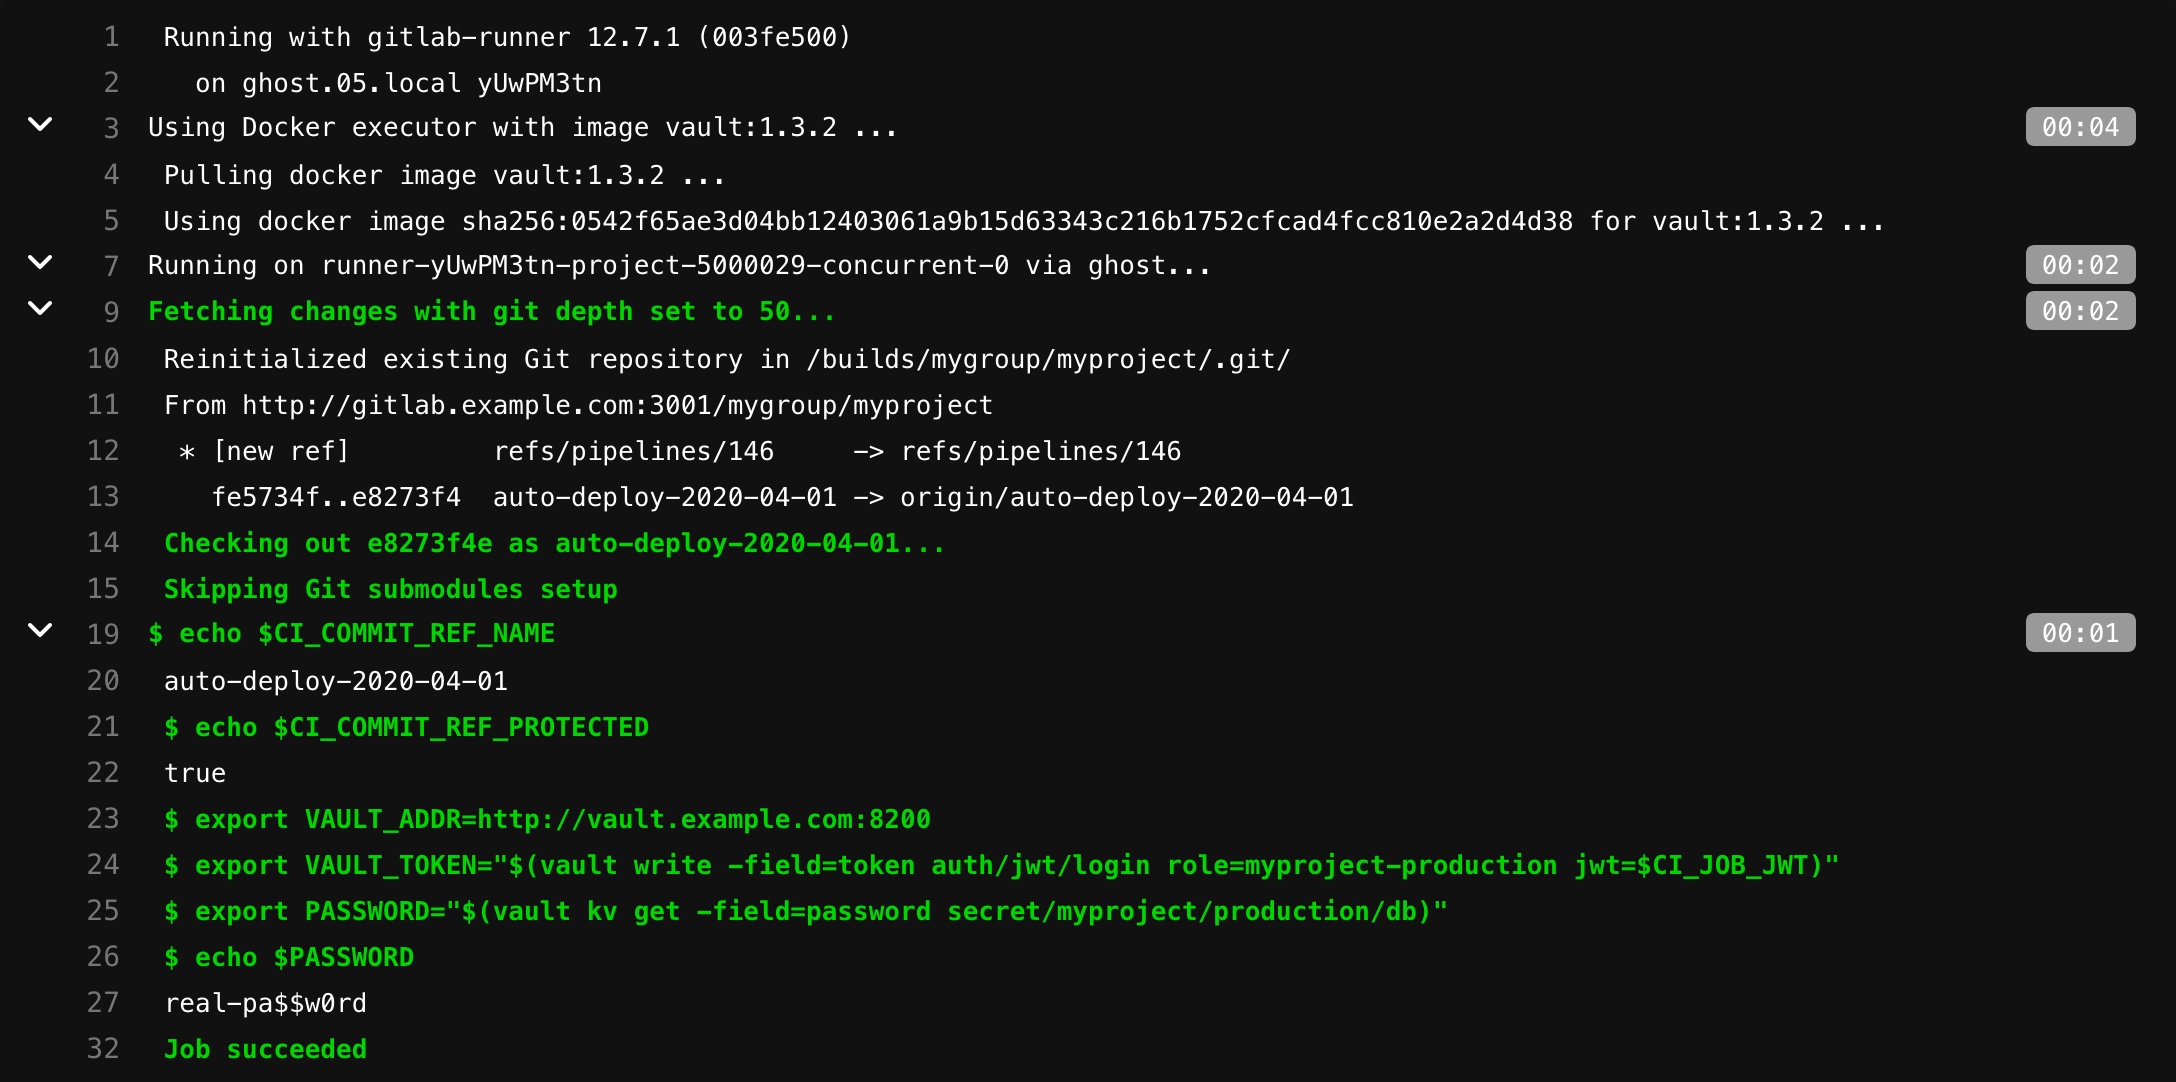 1 Running with gitlab-runner 12.7.1 (003fe500)
2 on ghost.05.local yUwPM3tn
3 Using Docker executor with image vault:1.3.2 ... 00:04
4 Pulling docker image vault:1.3.2 ...
5 Using docker image sha256:0542f65ae3d04bb12403061a9b15d63343c216b1752cfcad4fcc810e2a2d4d38 for vault:1.3.2 ...
7 Running on runner-yUwPM3tn-project-5000029-concurrent-0 via ghost... 00:02
9 Fetching changes with git depth set to 50... 00:02
10 Reinitialized existing Git repository in /builds/mygroup/myproject/.git/
11 From http://gitlab.example.com:3001/mygroup/myproject
12 * [new ref] refs/pipelines/146 -> refs/pipelines/146
13 fe5734f..e8273f4 auto-deploy-2020-04-01 -> origin/auto-deploy-2020-04-01
14 Checking out e8273f4e as auto-deploy-2020-04-01...
15 Skipping Git submodules setup
19 $ echo $CI_COMMIT_REF_NAME 00:01
20 auto-deploy-2020-04-01
21 $ echo $CI_COMMIT_REF_PROTECTED
22 true
23 $ export VAULT_ADDR=http://vault.example.com:8200
24 $ export VAULT_TOKEN="$(vault write -field=token auth/jwt/login role=myproject-production jwt=$CI_JOB_JWT)"
25 $ export PASSWORD="$(vault kv get -field=password secret/myproject/production/db)"
26 $ echo $PASSWORD
27 real-pa$$w0rd
32 Job succeeded